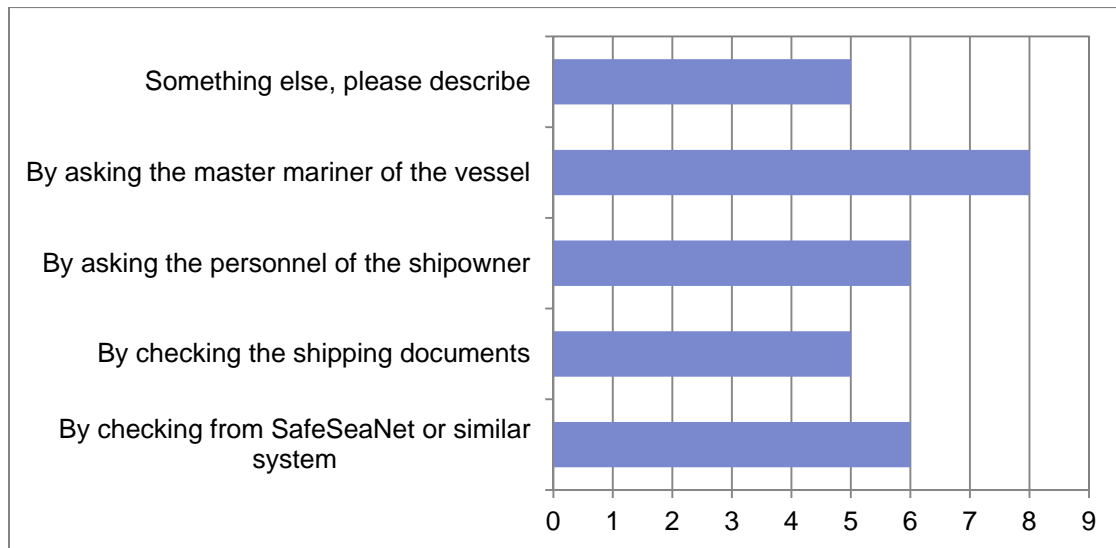 Something else, please describe
By asking the master mariner of the vessel
By asking the personnel of the shipowner
By checking the shipping documents
By checking from SafeSeaNet or similar
system
0 1 2 3 4 5 6 7 8 9